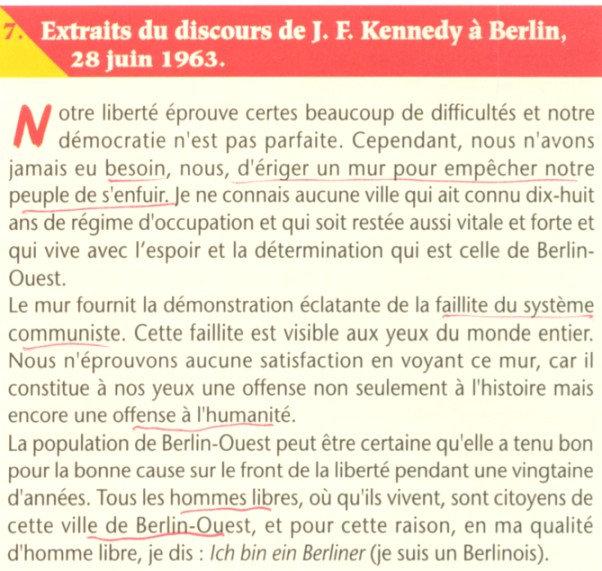 7. Extraits du discours de J. F. Kennedy à Berlin,
28 juin 1963.
Notre liberté éprouve certes beaucoup de difficultés et notre
démocratie n'est pas parfaite. Cependant, nous n'avons
jamais eu besoin, nous, d'ériger un mur pour empêcher notre
peuple de s'enfuir. Je ne connais aucune ville qui ait connu dix-huit
ans de régime d'occupation et qui soit restée aussi vitale et forte et
qui vive avec l'espoir et la détermination qui est celle de Berlin-
Ouest.
Le mur fournit la démonstration éclatante de la faillite du système
communiste. Cette faillite est visible aux yeux du monde entier.
Nous n'éprouvons aucune satisfaction en voyant ce mur, car il
constitue à nos yeux une offense non seulement à l'histoire mais
encore une offense à l'humanité.
La population de Berlin-Ouest peut être certaine qu'elle a tenu bon
pour la bonne cause sur le front de la liberté pendant une vingtaine
d'années. Tous les hommes libres, où qu'ils vivent, sont citoyens de
cette ville de Berlin-Ouest, et pour cette raison, en ma qualité
d'homme libre, je dis : Ich bin ein Berliner (je suis un Berlinois).